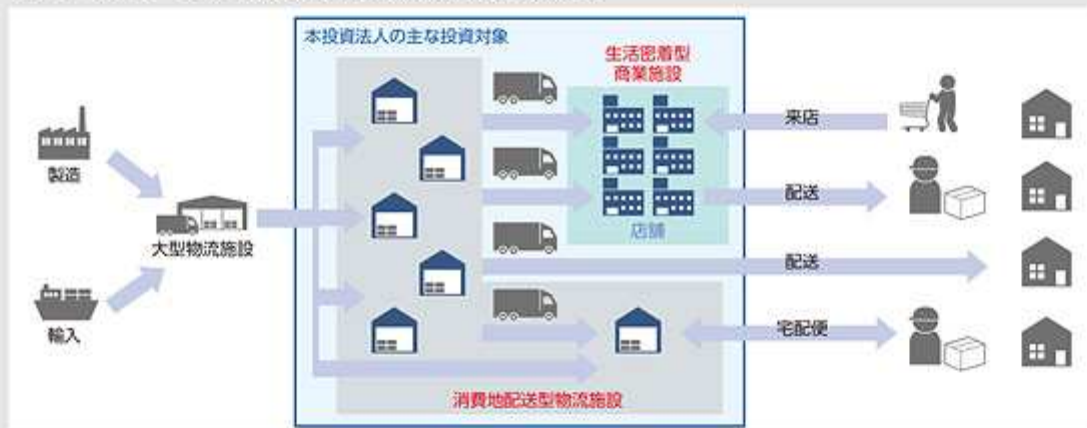 本投資法人の主な投資対象
生活密着型
商業施設
製造
大型物流施設
輸入
店舗
来店
配送
配送
宅配便
消費地配送型物流施設